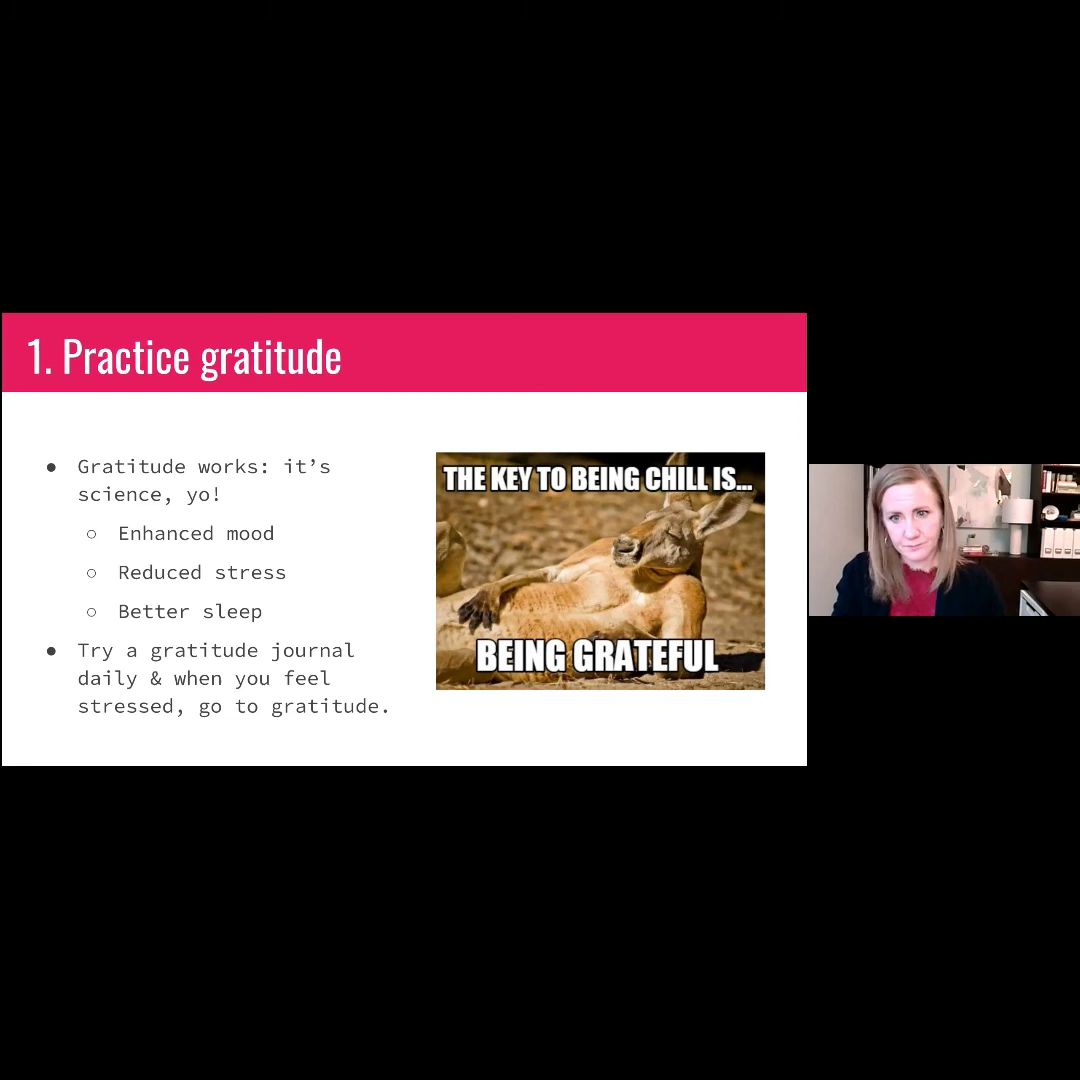 1. Practice gratitude
● Gratitude works: it’s
science, yo!
○ Enhanced mood
○ Reduced stress
○ Better sleep
● Try a gratitude journal
daily & when you feel
stressed, go to gratitude.
THE KEY TO BEING CHILL IS...
BEING GRATEFUL